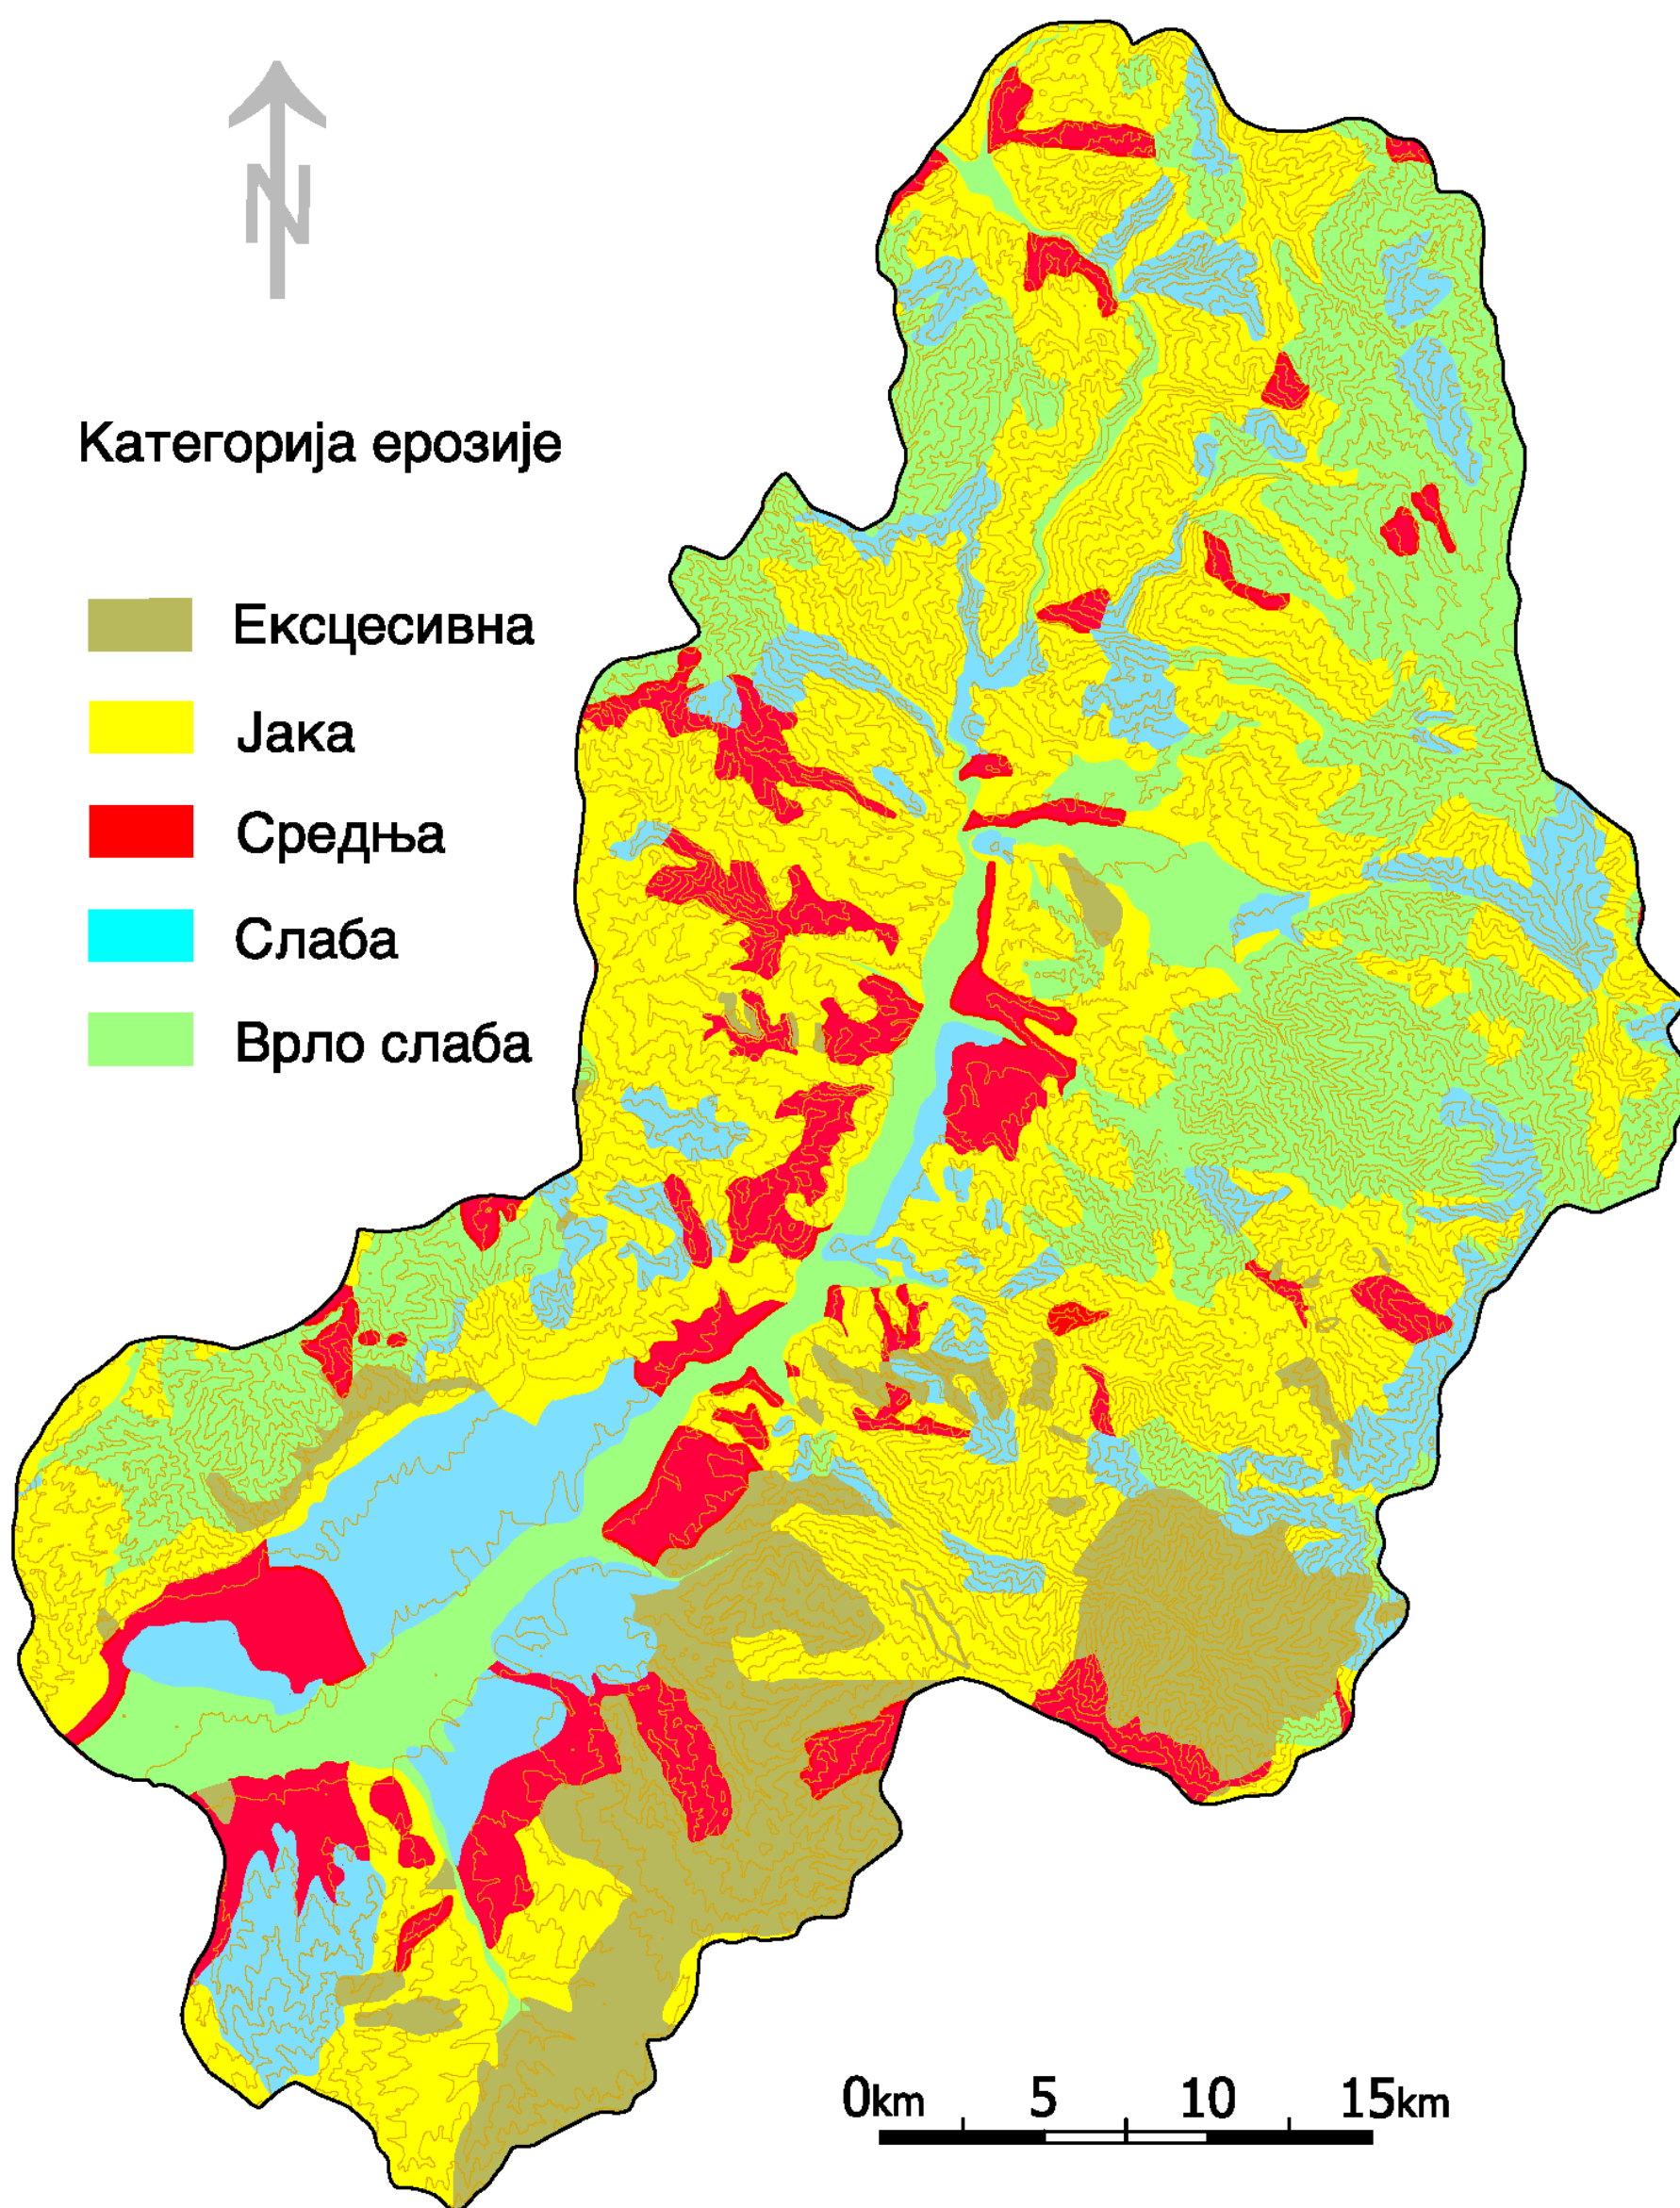 N
Категорија ерозије
Ексцесивна
Јака
Средња
Слаба
Врло слаба
0km 5 10 15km